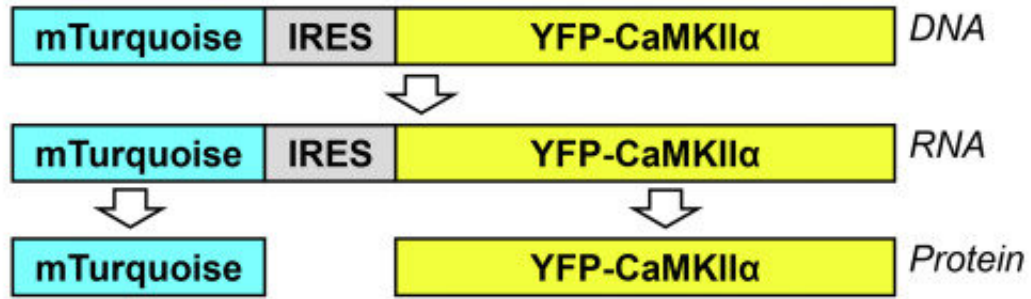 mTurquoise IRES YFP-CaMKIIα DNA
mTurquoise IRES YFP-CaMKIIα RNA
mTurquoise YFP-CaMKIIα Protein